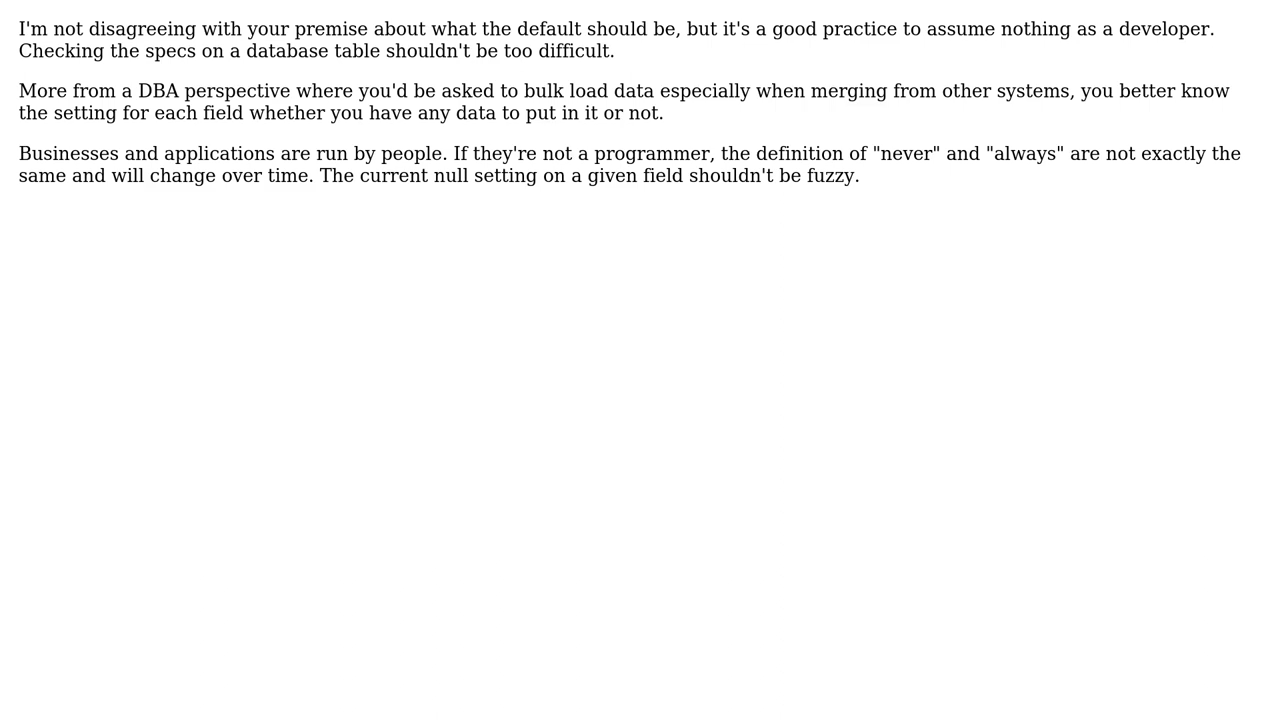 I'm not disagreeing with your premise about what the default should be, but it's a good practice to assume nothing as a developer.
Checking the specs on a database table shouldn't be too difficult.
More from a DBA perspective where you'd be asked to bulk load data especially when merging from other systems, you better know
the setting for each field whether you have any data to put in it or not.
Businesses and applications are run by people. If they're not a programmer, the definition of "never" and "always" are not exactly the
same and will change over time. The current null setting on a given field shouldn't be fuzzy.